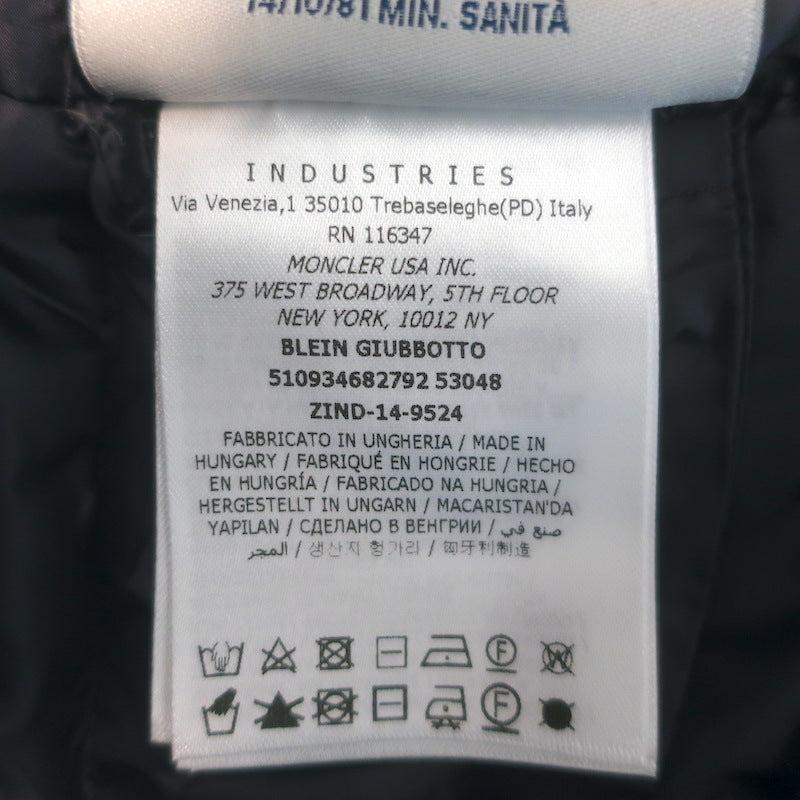 14/10/81 MIN. SANITÀ
INDUSTRIES
Via Venezia,1 35010 Trebaseleghe(PD) Italy
RN 116347
MONCLER USA INC.
375 WEST BROADWAY, 5TH FLOOR
NEW YORK, 10012 NY
BLEIN GIUBBOTTO
510934682792 53048
ZIND-14-9524
FABBRICATO IN UNGHERIA / MADE IN
HUNGARY / FABRIQUÉ EN HONGRIE / HECHO
EN HUNGRÍA / FABRICADO NA HUNGRIA /
HERGESTELLT IN UNGARN / MACARISTAN'DA
YAPILAN / СДЕЛАНО В ВЕНГРИИ / صنع في
المجر / 생산지 헝가리 / 匈牙利制造
F W
F